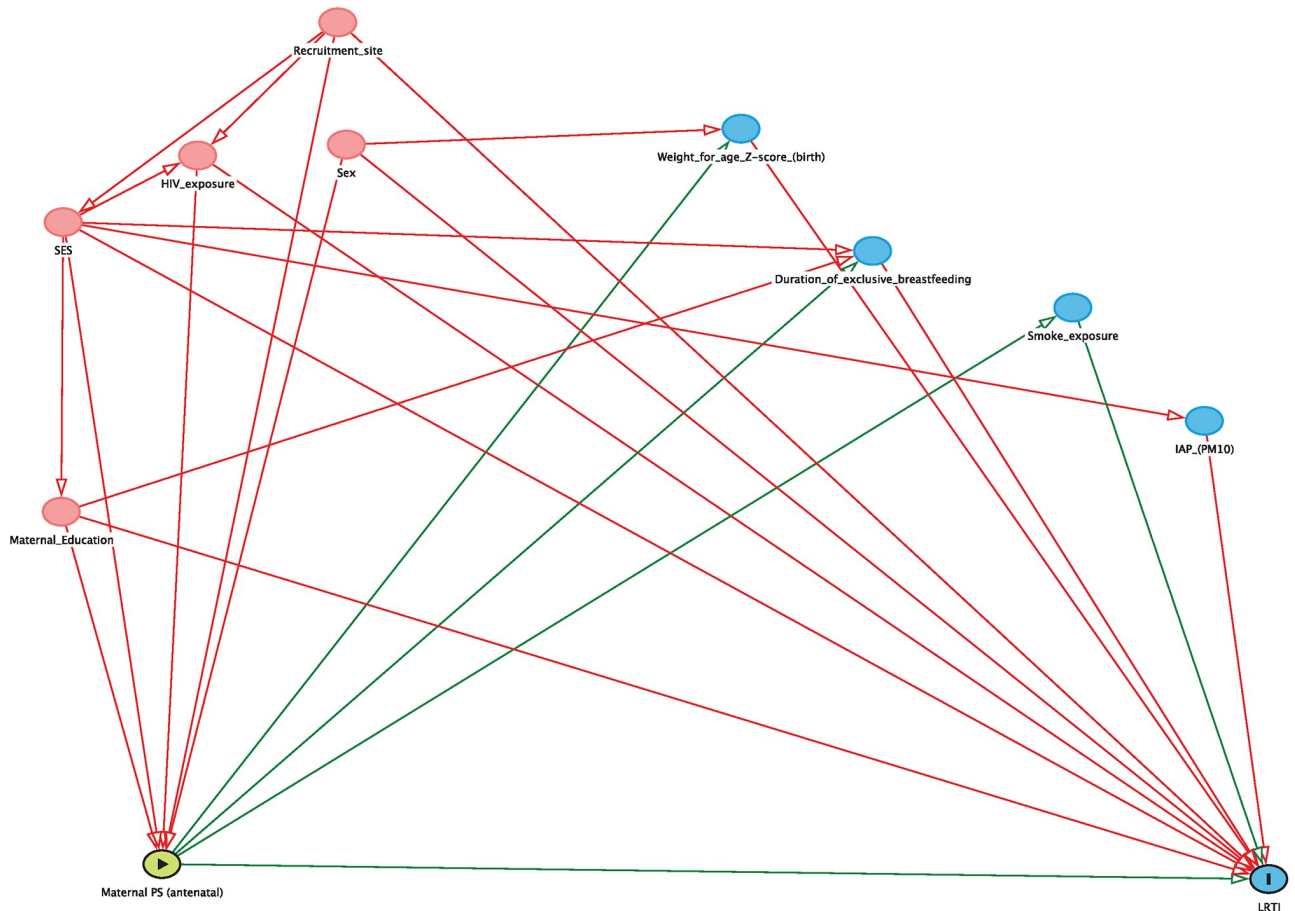 Recruitment_site
Weight_for_age_Z-score_(birth)
Sex
HIV_exposure
SES
Duration_of_exclusive_breastfeeding
Smoke_exposure
IAP_(PM10)
Maternal_Education
Maternal PS (antenatal)
LRTI